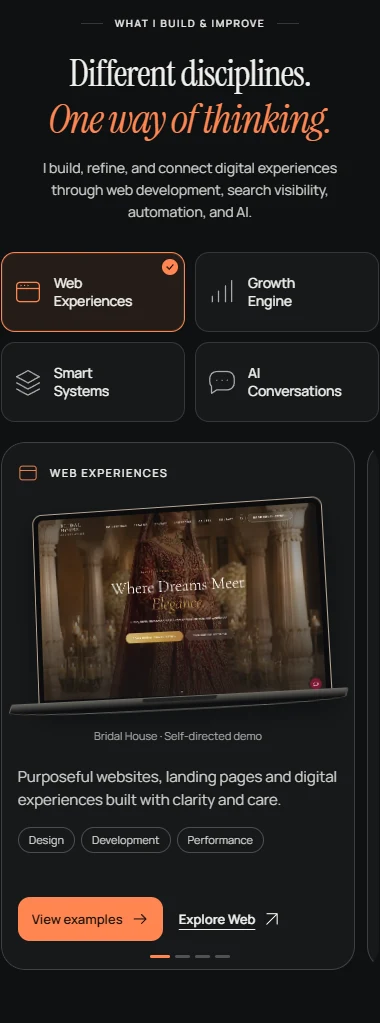 WHAT I BUILD & IMPROVE
Different disciplines.
One way of thinking.
I build, refine, and connect digital experiences
through web development, search visibility,
automation, and AI.
Web
Experiences
Growth
Engine
Smart
Systems
AI
Conversations
WEB EXPERIENCES
Where Dreams Meet
Elegance
Bridal House · Self-directed demo
Purposeful websites, landing pages and digital
experiences built with clarity and care.
Design
Development
Performance
View examples
Explore Web